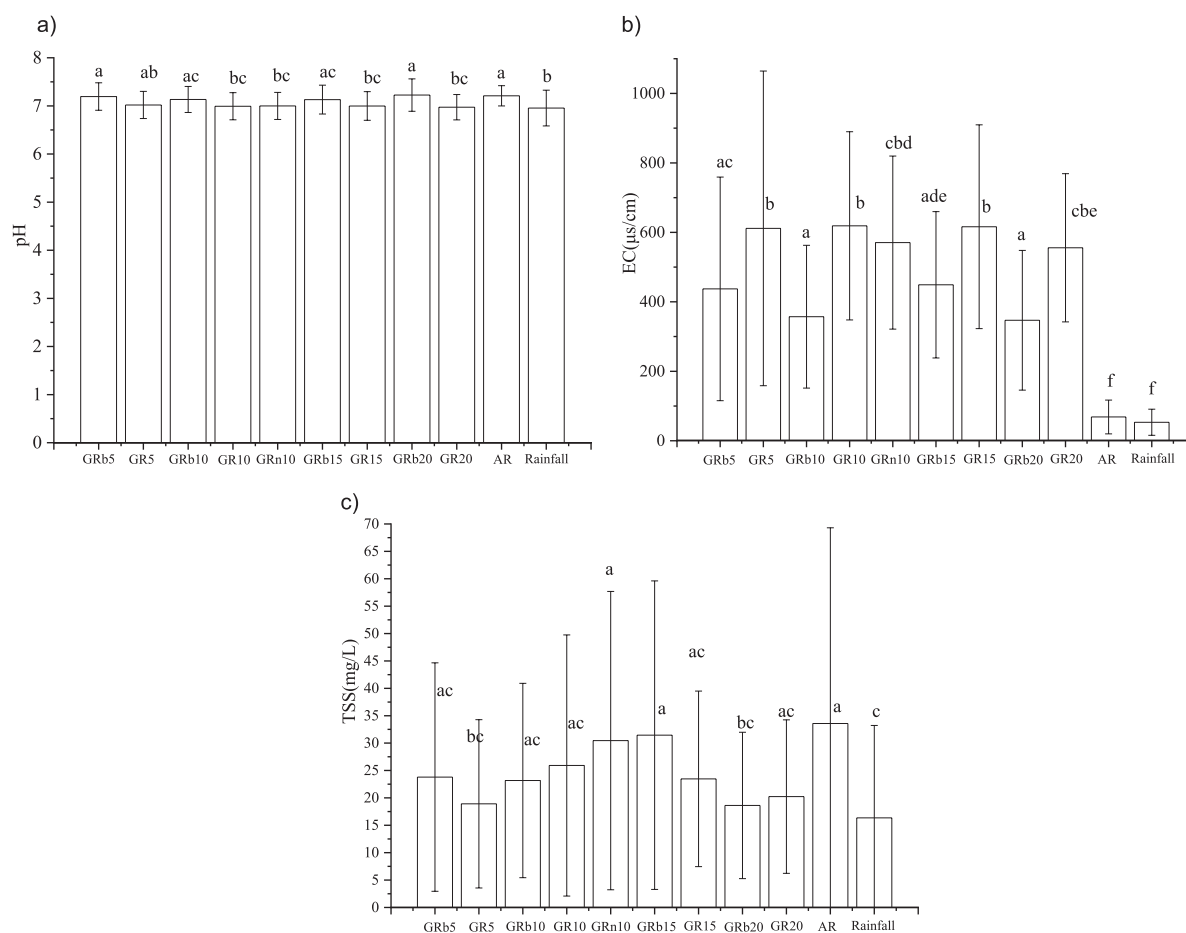 a)
8
7
6
5
4
3
2
1
0
pH
a ab ac bc bc ac bc a bc a b
GRb5 GR5 GRb10 GR10 GRn10 GRb15 GR15 GRb20 GR20 AR Rainfall
b)
1000
800
600
400
200
0
EC(μs/cm)
ac b a b cbd ade b a cbe f f
GRb5 GR5 GRb10 GR10 GRn10 GRb15 GR15 GRb20 GR20 AR Rainfall
c)
70
65
60
55
50
45
40
35
30
25
20
15
10
5
0
TSS(mg/L)
ac bc ac ac a a ac bc ac a c
GRb5 GR5 GRb10 GR10 GRn10 GRb15 GR15 GRb20 GR20 AR Rainfall